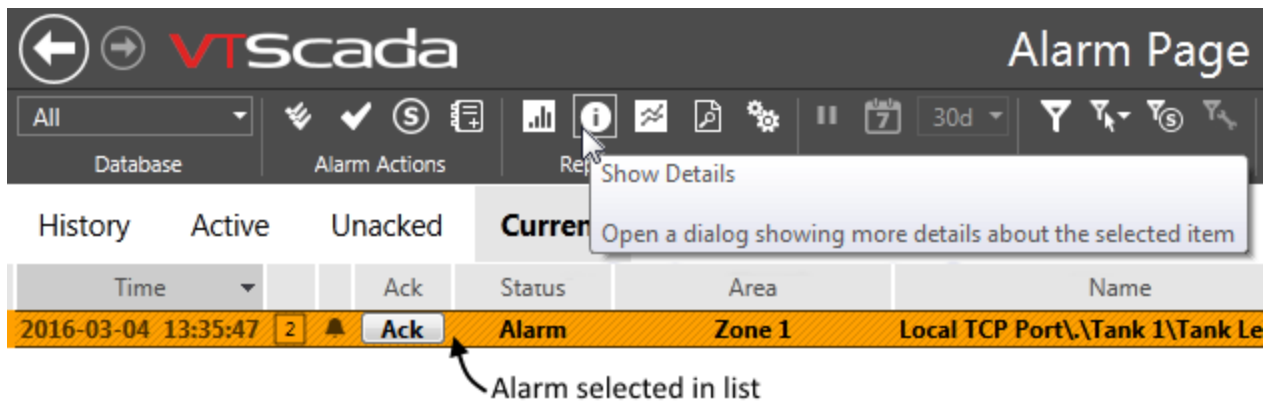 VTScada
Alarm Page
All
7
30d
Database
Alarm Actions
Rep
Show Details
Open a dialog showing more details about the selected item
History Active Unacked Curren
Time Ack Status Area Name
2016-03-04 13:35:47 2 Ack Alarm Zone 1 Local TCP Port\.\Tank 1\Tank Le
Alarm selected in list